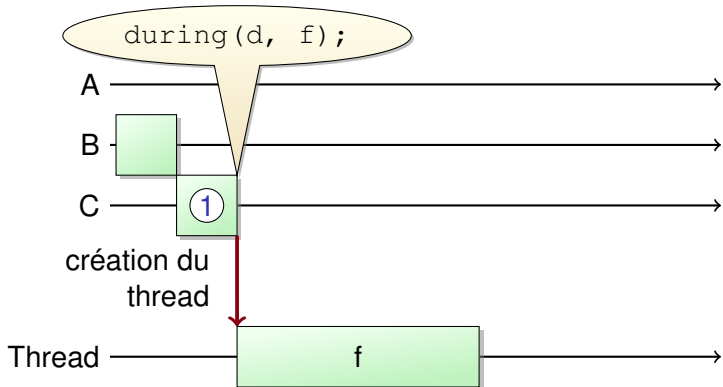 during(d, f);
A
B
C
1
création du
thread
Thread
f